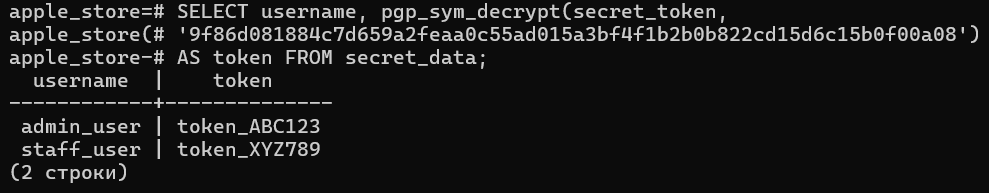 apple_store=# SELECT username, pgp_sym_decrypt(secret_token,
apple_store(# '9f86d081884c7d659a2feaa0c55ad015a3bf4f1b2b0b822cd15d6c15b0f00a08')
apple_store-# AS token FROM secret_data;
  username  |    token
------------+--------------
 admin_user | token_ABC123
 staff_user | token_XYZ789
(2 строки)